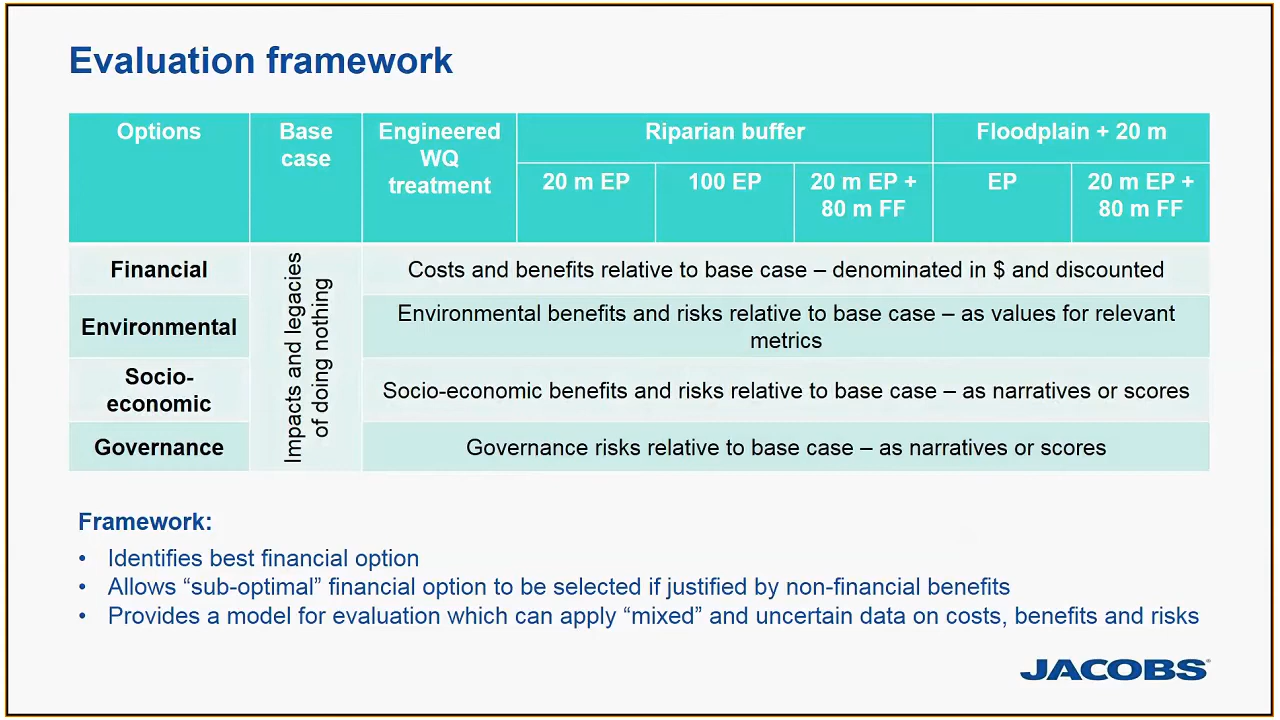 Evaluation framework
Options
Base
case
Engineered
WQ
treatment
Riparian buffer
Floodplain + 20 m
20 m EP
100 EP
20 m EP +
80 m FF
EP
20 m EP +
80 m FF
Financial
Impacts and legacies
of doing nothing
Costs and benefits relative to base case – denominated in $ and discounted
Environmental
Environmental benefits and risks relative to base case – as values for relevant
metrics
Socio-
economic
Socio-economic benefits and risks relative to base case – as narratives or scores
Governance
Governance risks relative to base case – as narratives or scores
Framework:
• Identifies best financial option
• Allows “sub-optimal” financial option to be selected if justified by non-financial benefits
• Provides a model for evaluation which can apply “mixed” and uncertain data on costs, benefits and risks
JACOBS®